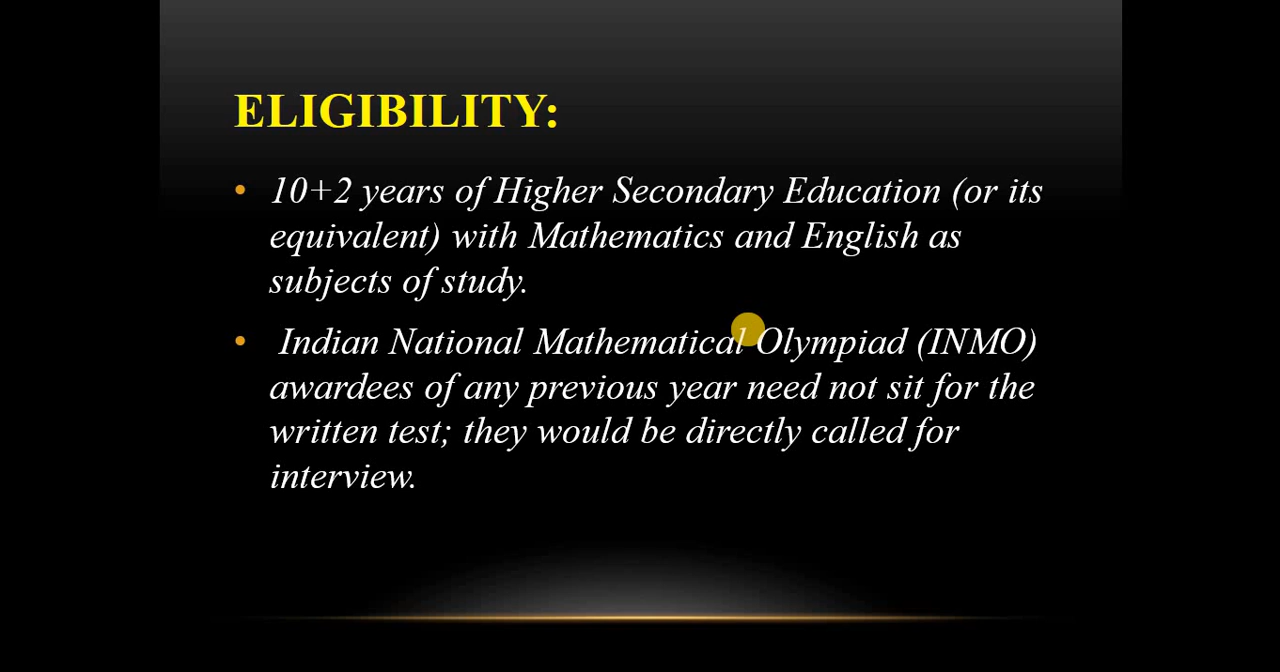 ELIGIBILITY:
• 10+2 years of Higher Secondary Education (or its
equivalent) with Mathematics and English as
subjects of study.
• Indian National Mathematical Olympiad (INMO)
awardees of any previous year need not sit for the
written test; they would be directly called for
interview.